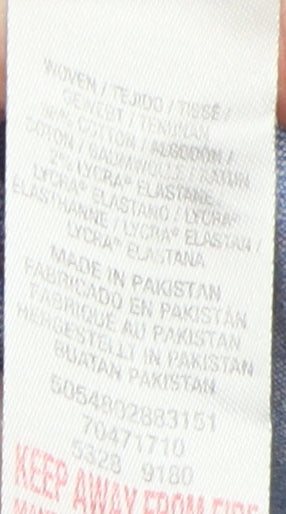 WOVEN / TEJIDO / TISSÉ /
GEWEBT / TENUNAN
98% COTTON / ALGODON /
COTON / BAUMWOLLE / KATUN
2% LYCRA® ELASTANE
LYCRA® ELASTANO / LYCRA®
ELASTHANNE / LYCRA® ELASTAN /
LYCRA® ELASTANA
MADE IN PAKISTAN
FABRICADO EN PAKISTÁN
FABRIQUÉ AU PAKISTAN
HERGESTELLT IN PAKISTAN
BUATAN PAKISTAN
5054802883151
70471710
5328 9180
KEEP AWAY FROM FIRE